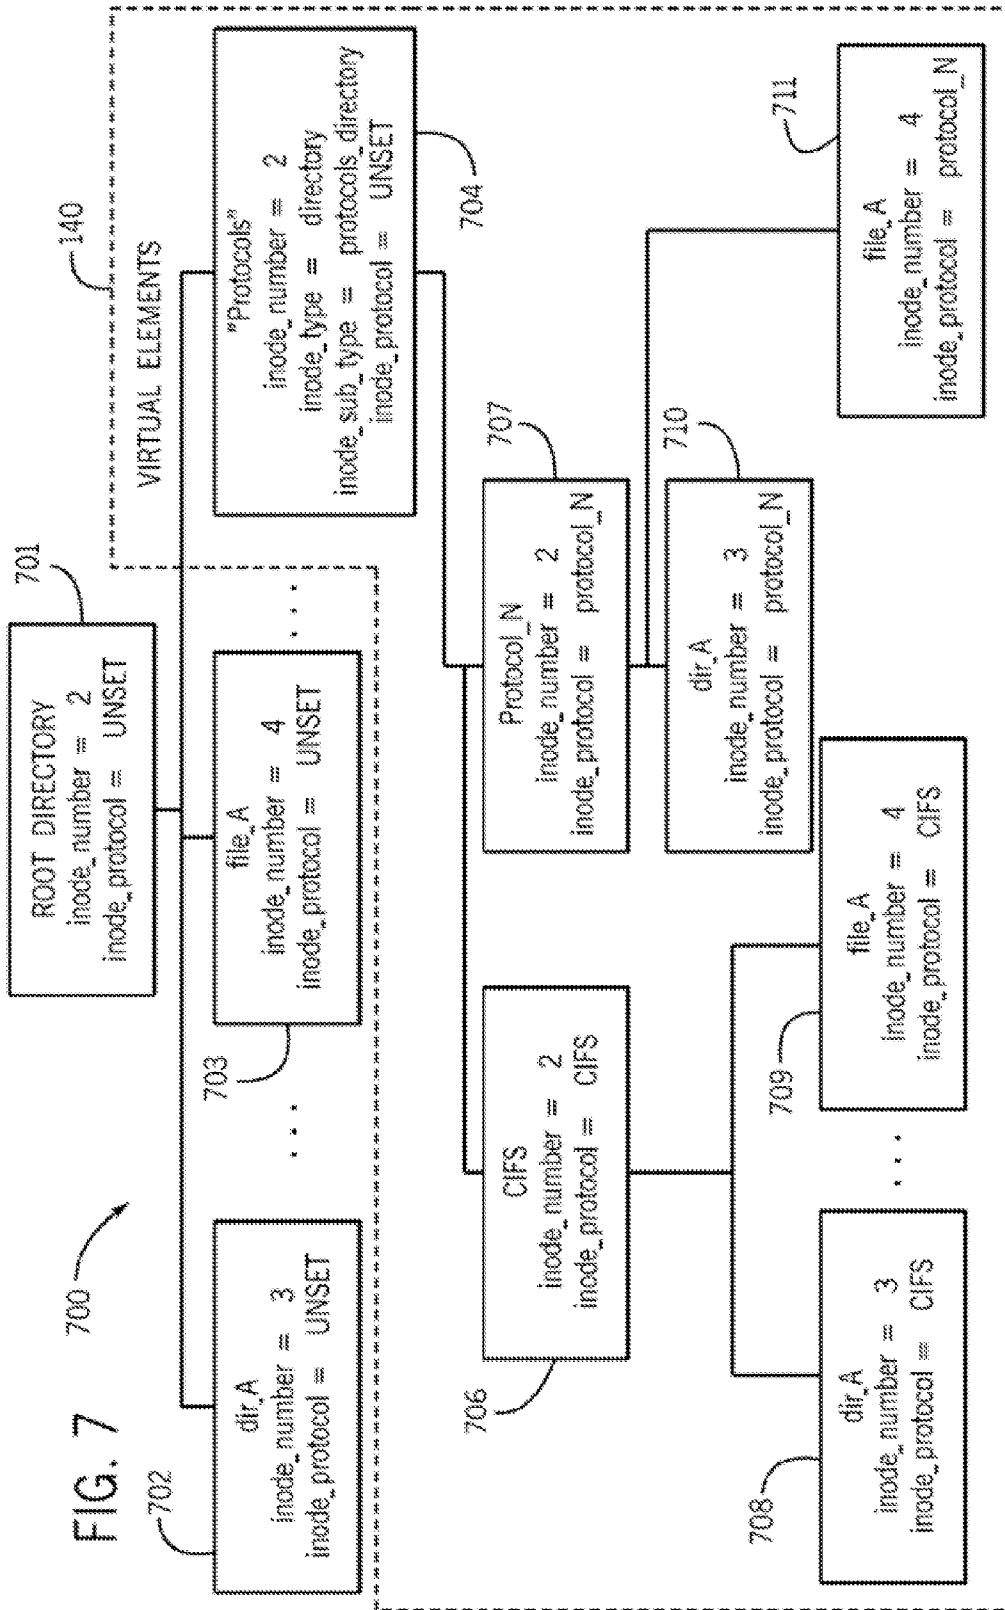 FIG. 7
700
701
ROOT DIRECTORY
inode_number = 2
inode_protocol = UNSET
140
VIRTUAL ELEMENTS
702
dir_A
inode_number = 3
inode_protocol = UNSET
...
703
file_A
inode_number = 4
inode_protocol = UNSET
...
"Protocols"
inode_number = 2
inode_type = directory
inode_sub_type = protocols_directory
inode_protocol = UNSET
704
706
CIFS
inode_number = 2
inode_protocol = CIFS
707
Protocol_N
inode_number = 2
inode_protocol = protocol_N
708
dir_A
inode_number = 3
inode_protocol = CIFS
...
709
file_A
inode_number = 4
inode_protocol = CIFS
710
dir_A
inode_number = 3
inode_protocol = protocol_N
711
file_A
inode_number = 4
inode_protocol = protocol_N